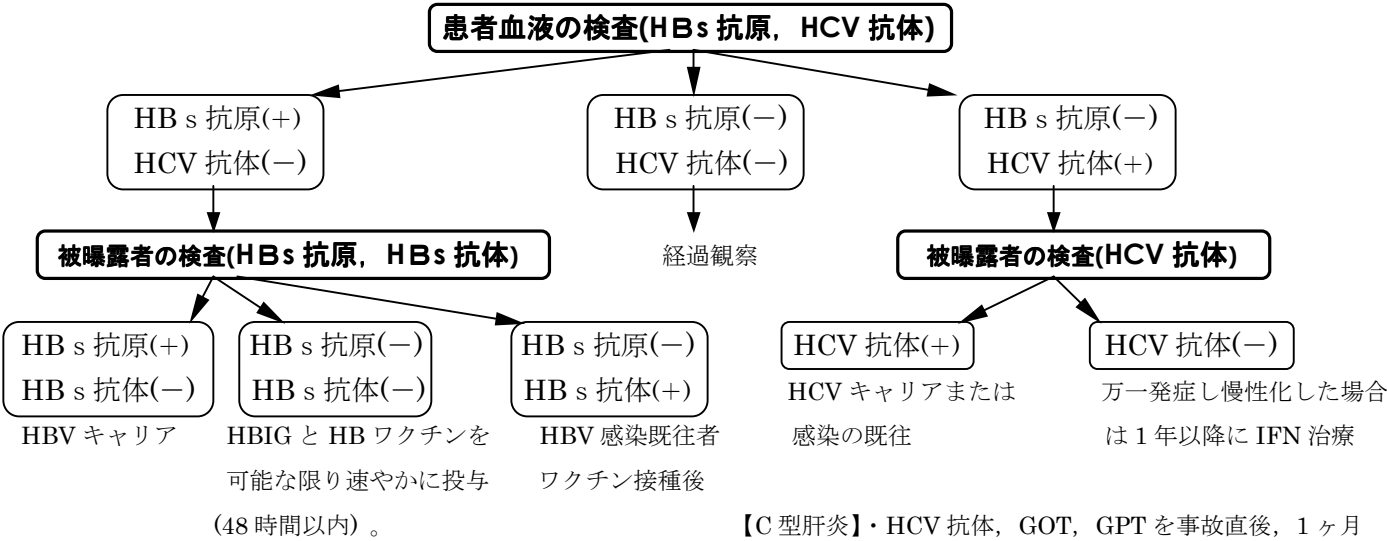 患者血液の検査(HBs 抗原，HCV 抗体)
HB s 抗原(+)
HCV 抗体(－)
HB s 抗原(－)
HCV 抗体(－)
HB s 抗原(－)
HCV 抗体(+)
被曝露者の検査(HBs 抗原，HBs 抗体)
経過観察
被曝露者の検査(HCV 抗体)
HB s 抗原(+)
HB s 抗体(－)
HBV キャリア
HB s 抗原(－)
HB s 抗体(－)
HBIG と HB ワクチンを
可能な限り速やかに投与
(48 時間以内) 。
HB s 抗原(－)
HB s 抗体(+)
HBV 感染既往者
ワクチン接種後
HCV 抗体(+)
HCV キャリアまたは
感染の既往
HCV 抗体(－)
万一発症し慢性化した場合
は 1 年以降に IFN 治療
【C 型肝炎】・HCV 抗体，GOT，GPT を事故直後，1 ヶ月